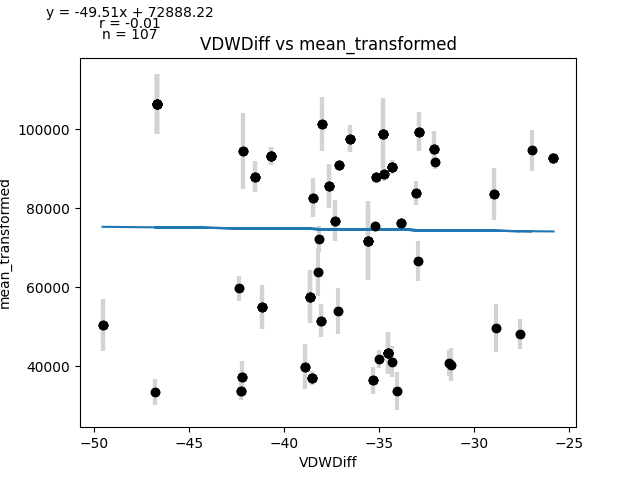 y = -49.51x + 72888.22
r = -0.01
n = 107
VDWDiff vs mean_transformed
100000
80000
60000
40000
mean_transformed
−50
−45
−40
−35
−30
−25
VDWDiff